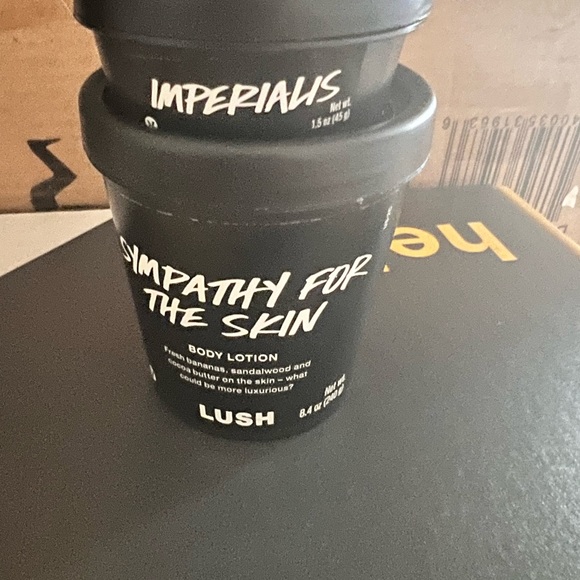 IMPERIALIS
Net wt.
1.5 oz (45 g)
SYMPATHY FOR
THE SKIN
BODY LOTION
Fresh bananas, sandalwood and
cocoa butter on the skin – what
could be more luxurious?
Net wt.
8.4 oz (240 g)
LUSH
he